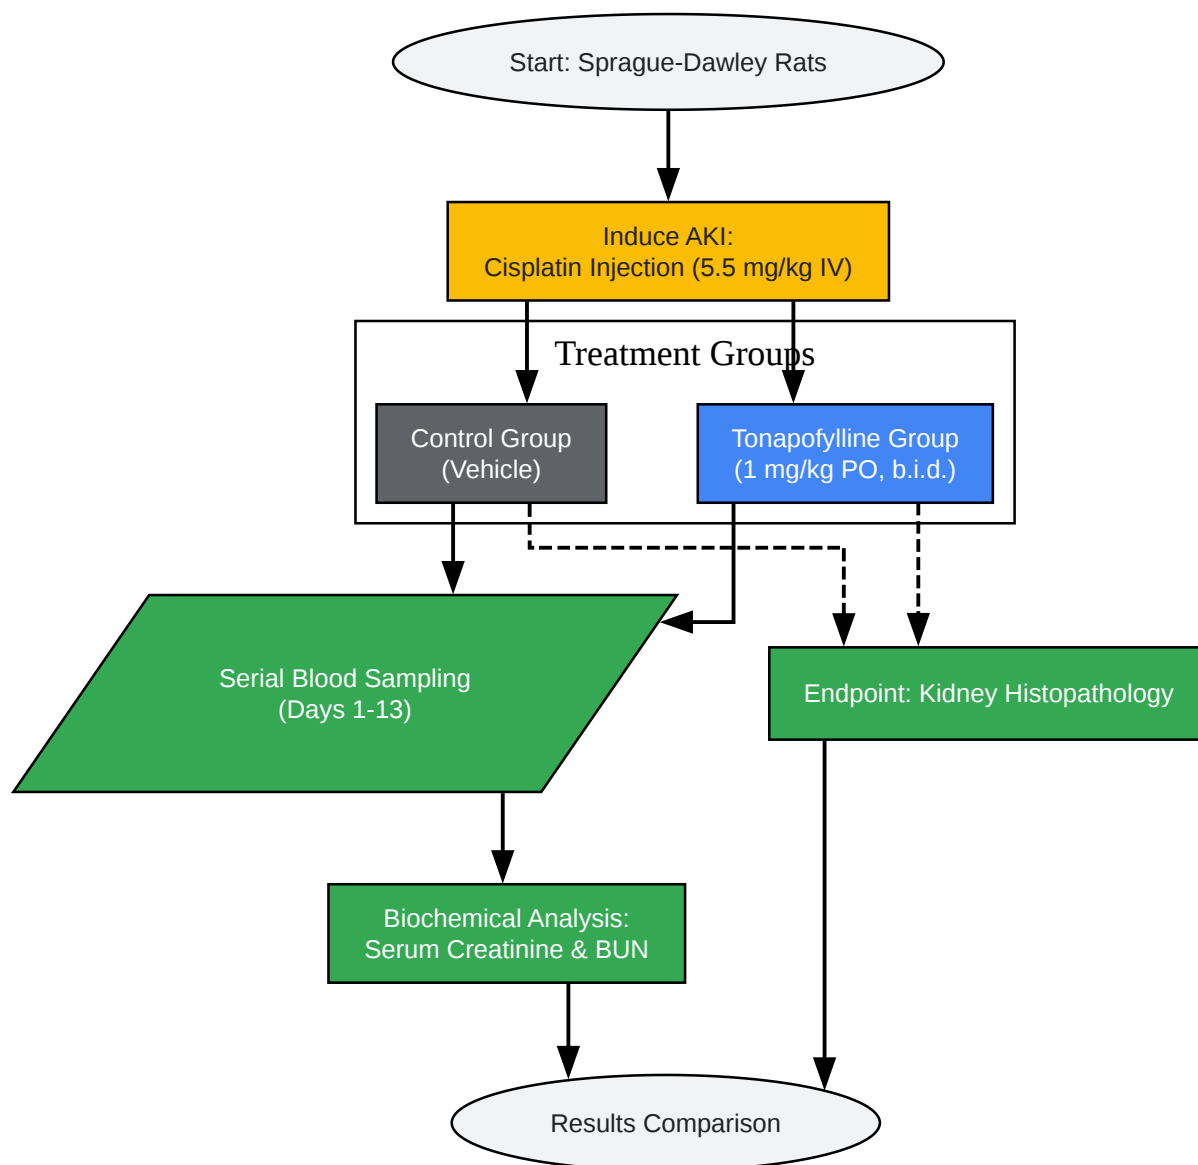 Start: Sprague-Dawley Rats
Induce AKI:
Cisplatin Injection (5.5 mg/kg IV)
Treatment Groups
Control Group
(Vehicle)
Tonapofylline Group
(1 mg/kg PO, b.i.d.)
Serial Blood Sampling
(Days 1-13)
Endpoint: Kidney Histopathology
Biochemical Analysis:
Serum Creatinine & BUN
Results Comparison